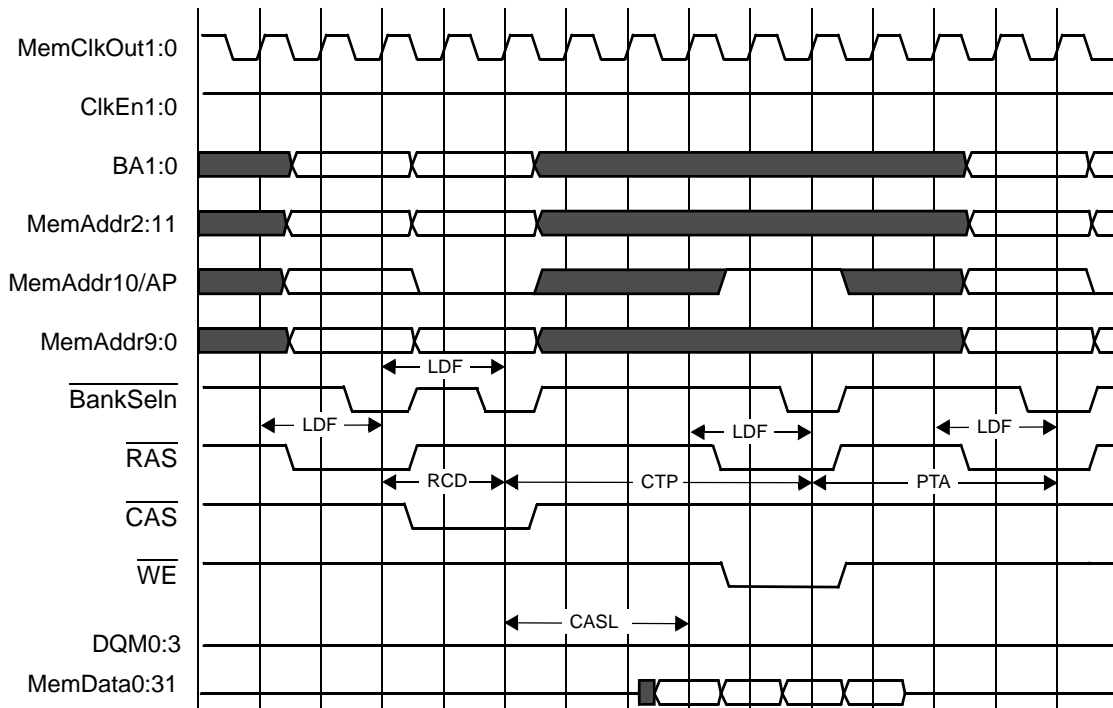 MemClkOut1:0
ClkEn1:0
BA1:0
MemAddr2:11
MemAddr10/AP
MemAddr9:0
LDF
BankSeln
LDF
LDF
LDF
RAS
RCD
CTP
PTA
CAS
WE
CASL
DQM0:3
MemData0:31